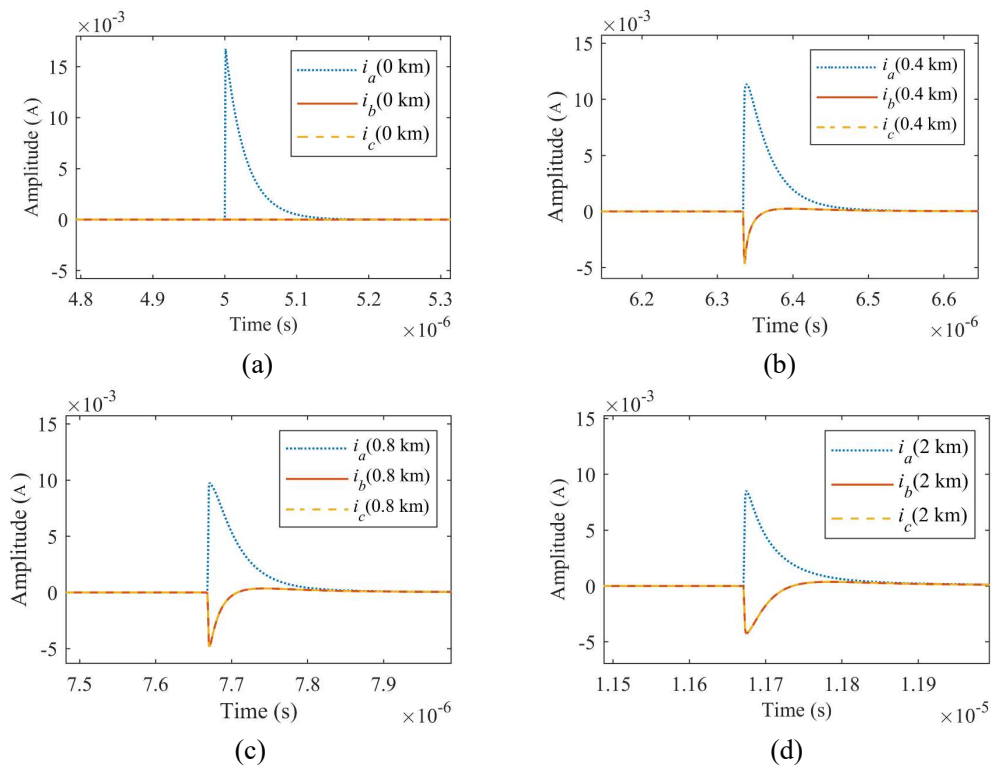 ×10⁻³
15
10
5
0
-5
Amplitude (A)
i_a(0 km)
i_b(0 km)
i_c(0 km)
4.8 4.9 5 5.1 5.2 5.3
Time (s)
×10⁻⁶
(a)
×10⁻³
15
10
5
0
-5
Amplitude (A)
i_a(0.4 km)
i_b(0.4 km)
i_c(0.4 km)
6.2 6.3 6.4 6.5 6.6
Time (s)
×10⁻⁶
(b)
×10⁻³
15
10
5
0
-5
Amplitude (A)
i_a(0.8 km)
i_b(0.8 km)
i_c(0.8 km)
7.5 7.6 7.7 7.8 7.9
Time (s)
×10⁻⁶
(c)
×10⁻³
15
10
5
0
-5
Amplitude (A)
i_a(2 km)
i_b(2 km)
i_c(2 km)
1.15 1.16 1.17 1.18 1.19
Time (s)
×10⁻⁵
(d)